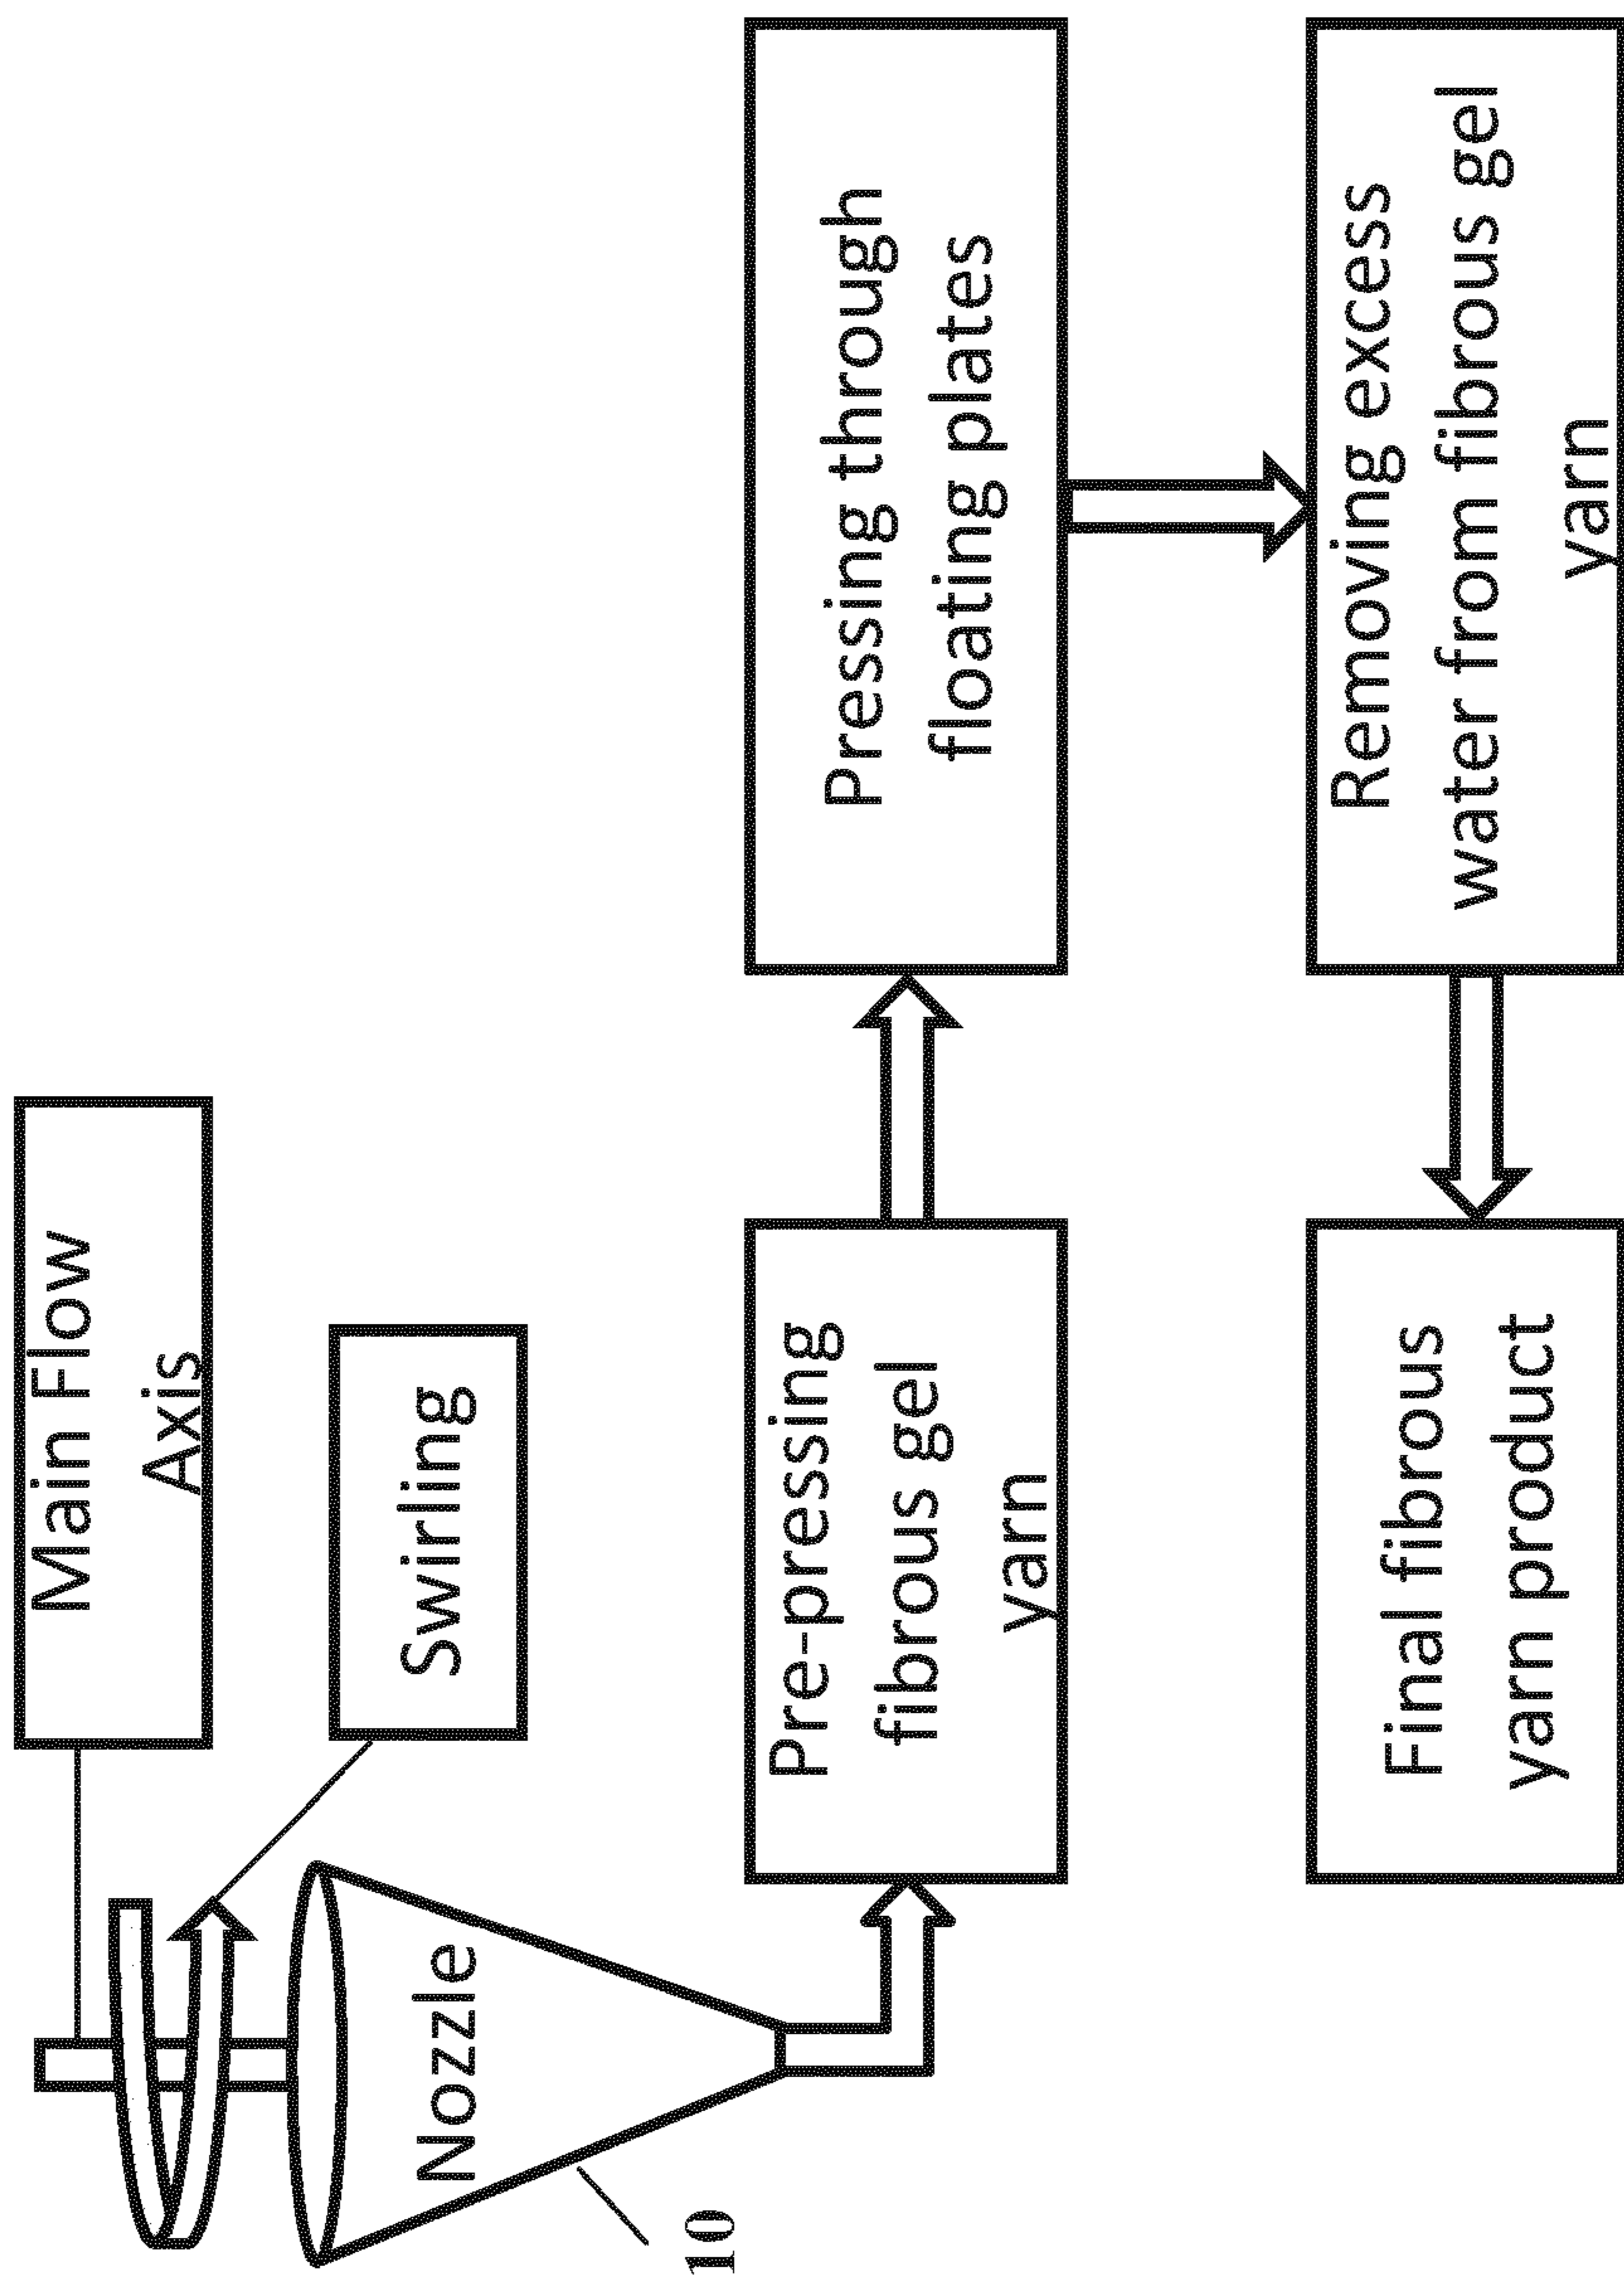 Main Flow
Axis
Swirling
Nozzle
10
Pre-pressing
fibrous gel
yarn
Pressing through
floating plates
Removing excess
water from fibrous gel
yarn
Final fibrous
yarn product